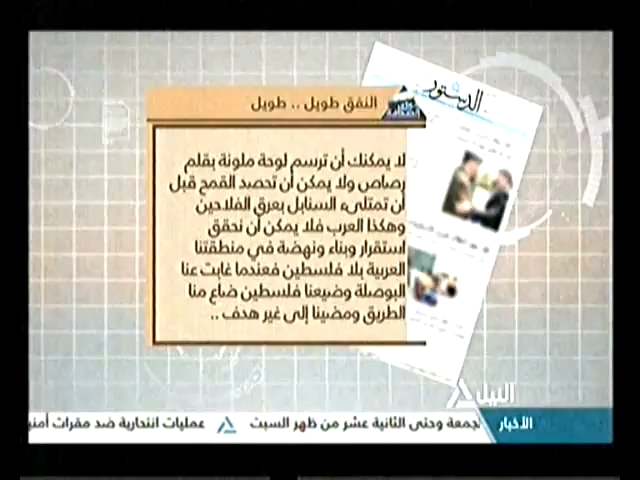 الدستور
النفق طويل .. طويل
لا يمكنك أن ترسم لوحة ملونة بقلم
رصاص ولا يمكن أن تحصد القمح قبل
أن تمتلىء السنابل بعرق الفلاحين
وهكذا العرب فلا يمكن أن نحقق
استقرار وبناء ونهضة في منطقتنا
العربية بلا فلسطين فعندما غابت عنا
البوصلة وضيعنا فلسطين ضاع منا
الطريق ومضينا إلى غير هدف ..
النيل
الأخبار
لجمعة وحتى الثانية عشر من ظهر السبت
عمليات انتحارية ضد مقرات أمني